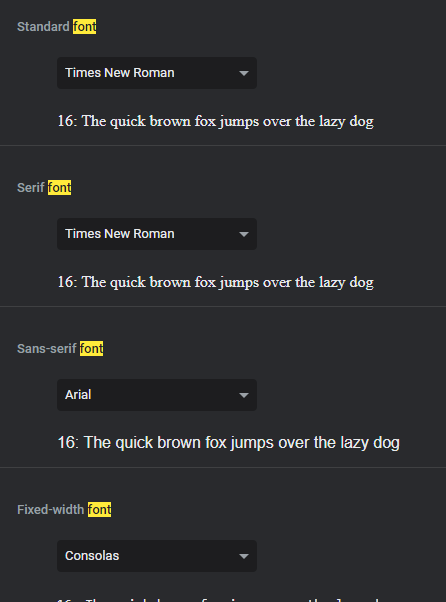 Standard font
Times New Roman
16: The quick brown fox jumps over the lazy dog
Serif font
Times New Roman
16: The quick brown fox jumps over the lazy dog
Sans-serif font
Arial
16: The quick brown fox jumps over the lazy dog
Fixed-width font
Consolas